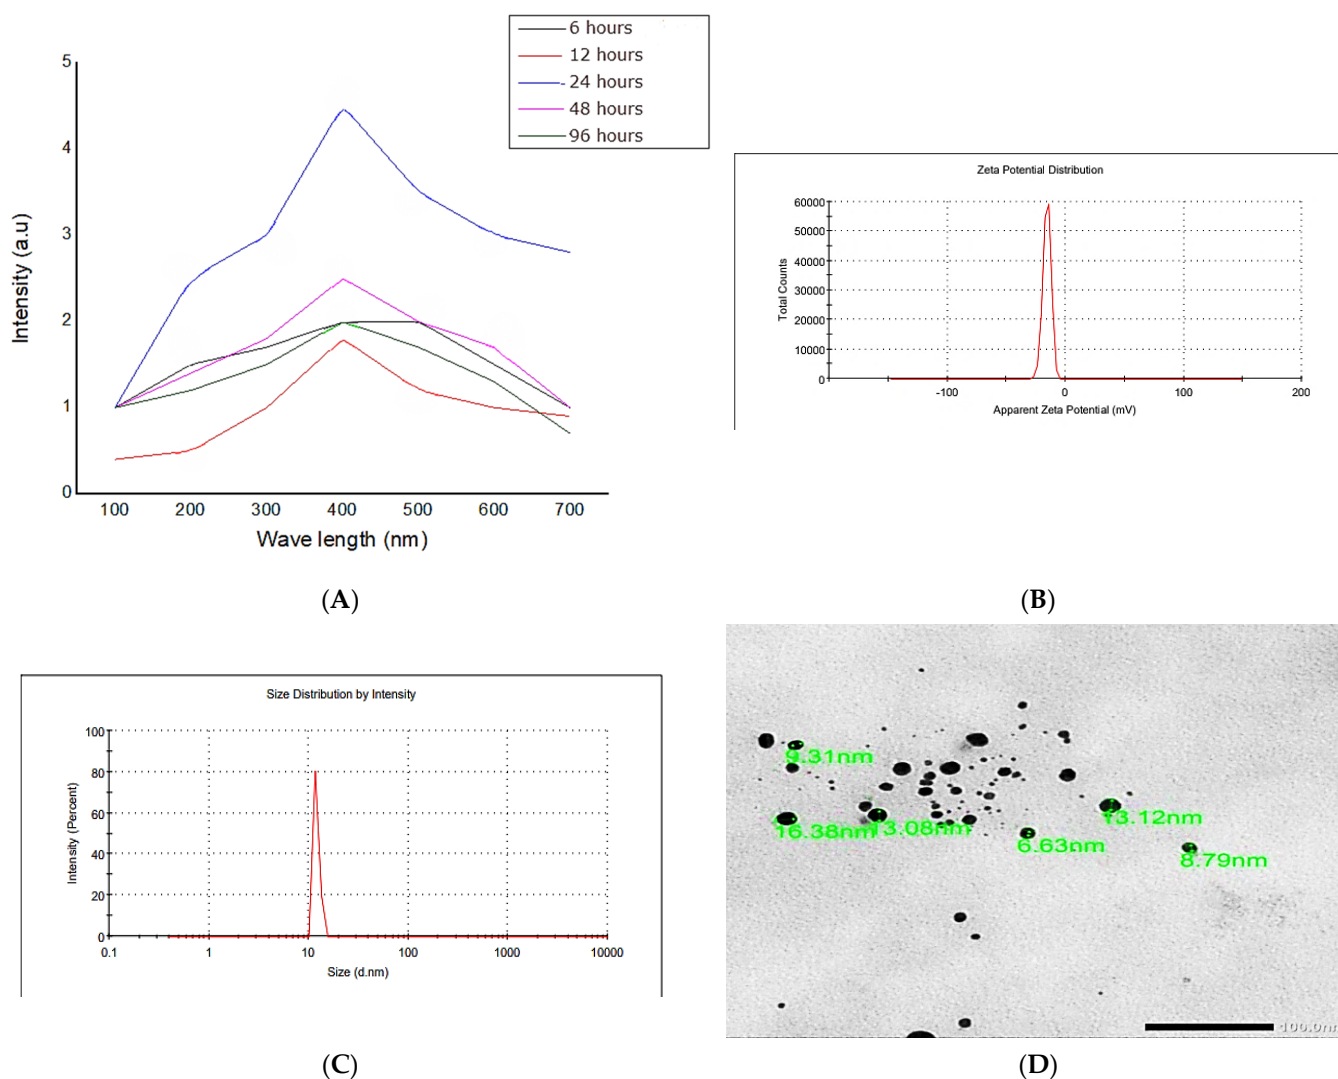 6 hours
12 hours
24 hours
48 hours
96 hours
5
4
3
2
1
0
Intensity (a.u)
100 200 300 400 500 600 700
Wave length (nm)
(A)
Zeta Potential Distribution
60000
50000
40000
30000
20000
10000
0
Total Counts
-100 0 100 200
Apparent Zeta Potential (mV)
(B)
Size Distribution by Intensity
100
80
60
40
20
0
Intensity (Percent)
0.1 1 10 100 1000 10000
Size (d.nm)
(C)
9.31nm
16.38nm
13.08nm
13.12nm
6.63nm
8.79nm
100.0nm
(D)